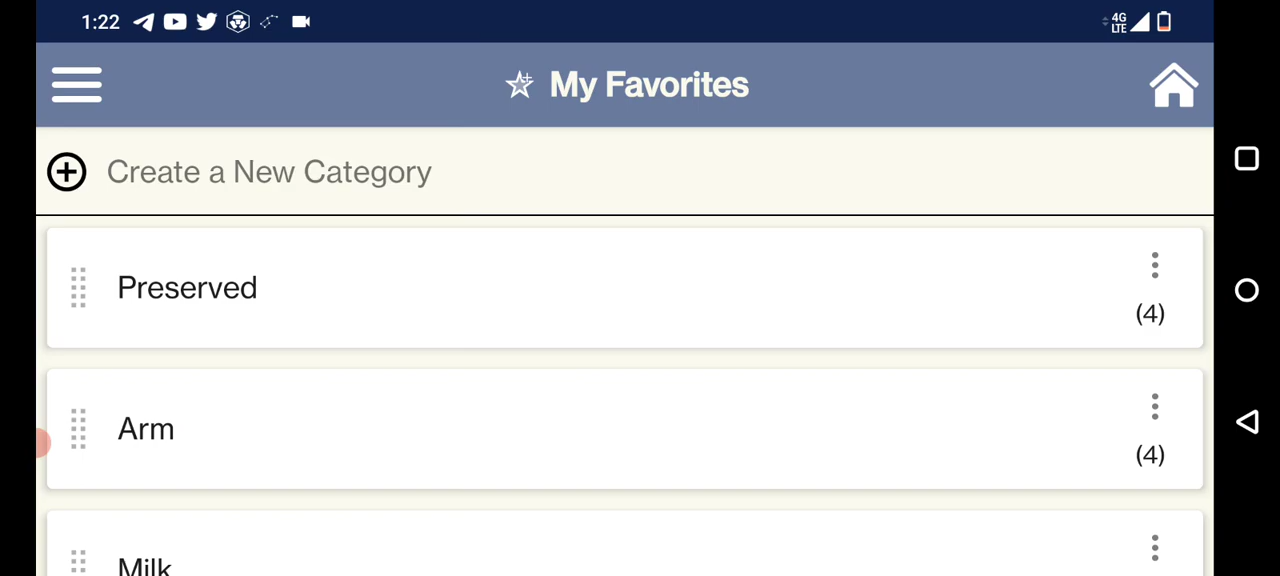 1:22
4G
LTE
My Favorites
Create a New Category
Preserved
(4)
Arm
(4)
Milk